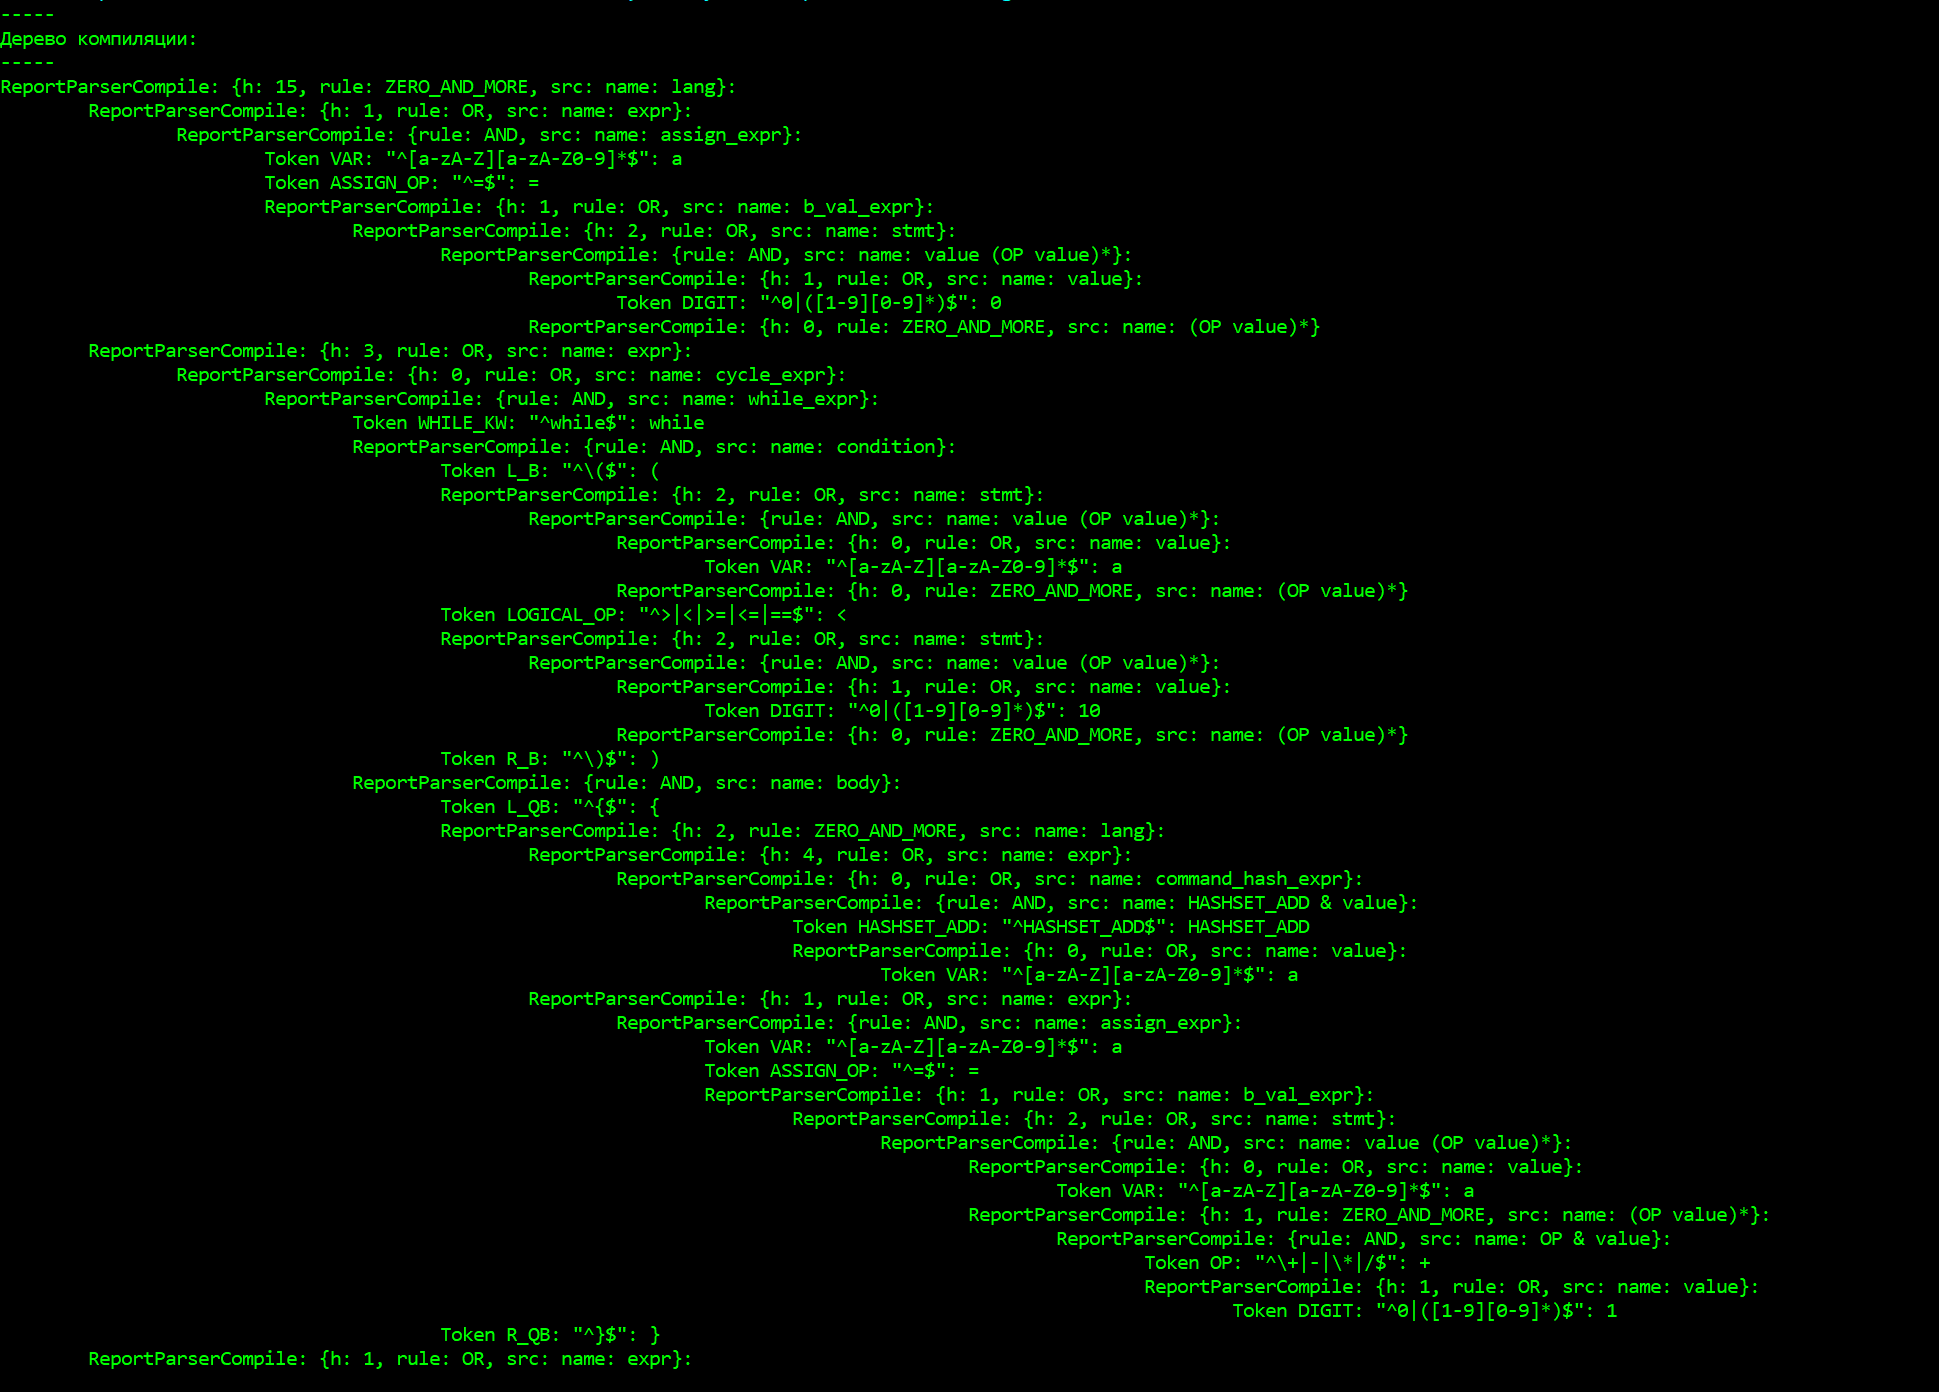 -----
Дерево компиляции:
-----
ReportParserCompile: {h: 15, rule: ZERO_AND_MORE, src: name: lang}:
ReportParserCompile: {h: 1, rule: OR, src: name: expr}:
ReportParserCompile: {rule: AND, src: name: assign_expr}:
Token VAR: "^[a-zA-Z][a-zA-Z0-9]*$": a
Token ASSIGN_OP: "^=$": =
ReportParserCompile: {h: 1, rule: OR, src: name: b_val_expr}:
ReportParserCompile: {h: 2, rule: OR, src: name: stmt}:
ReportParserCompile: {rule: AND, src: name: value (OP value)*}:
ReportParserCompile: {h: 1, rule: OR, src: name: value}:
Token DIGIT: "^0|([1-9][0-9]*)$": 0
ReportParserCompile: {h: 0, rule: ZERO_AND_MORE, src: name: (OP value)*}
ReportParserCompile: {h: 3, rule: OR, src: name: expr}:
ReportParserCompile: {h: 0, rule: OR, src: name: cycle_expr}:
ReportParserCompile: {rule: AND, src: name: while_expr}:
Token WHILE_KW: "^while$": while
ReportParserCompile: {rule: AND, src: name: condition}:
Token L_B: "^\($": (
ReportParserCompile: {h: 2, rule: OR, src: name: stmt}:
ReportParserCompile: {rule: AND, src: name: value (OP value)*}:
ReportParserCompile: {h: 0, rule: OR, src: name: value}:
Token VAR: "^[a-zA-Z][a-zA-Z0-9]*$": a
ReportParserCompile: {h: 0, rule: ZERO_AND_MORE, src: name: (OP value)*}
Token LOGICAL_OP: "^>|<|>=|<=|==$": <
ReportParserCompile: {h: 2, rule: OR, src: name: stmt}:
ReportParserCompile: {rule: AND, src: name: value (OP value)*}:
ReportParserCompile: {h: 1, rule: OR, src: name: value}:
Token DIGIT: "^0|([1-9][0-9]*)$": 10
ReportParserCompile: {h: 0, rule: ZERO_AND_MORE, src: name: (OP value)*}
Token R_B: "^\)$": )
ReportParserCompile: {rule: AND, src: name: body}:
Token L_QB: "^{$": {
ReportParserCompile: {h: 2, rule: ZERO_AND_MORE, src: name: lang}:
ReportParserCompile: {h: 4, rule: OR, src: name: expr}:
ReportParserCompile: {h: 0, rule: OR, src: name: command_hash_expr}:
ReportParserCompile: {rule: AND, src: name: HASHSET_ADD & value}:
Token HASHSET_ADD: "^HASHSET_ADD$": HASHSET_ADD
ReportParserCompile: {h: 0, rule: OR, src: name: value}:
Token VAR: "^[a-zA-Z][a-zA-Z0-9]*$": a
ReportParserCompile: {h: 1, rule: OR, src: name: expr}:
ReportParserCompile: {rule: AND, src: name: assign_expr}:
Token VAR: "^[a-zA-Z][a-zA-Z0-9]*$": a
Token ASSIGN_OP: "^=$": =
ReportParserCompile: {h: 1, rule: OR, src: name: b_val_expr}:
ReportParserCompile: {h: 2, rule: OR, src: name: stmt}:
ReportParserCompile: {rule: AND, src: name: value (OP value)*}:
ReportParserCompile: {h: 0, rule: OR, src: name: value}:
Token VAR: "^[a-zA-Z][a-zA-Z0-9]*$": a
ReportParserCompile: {h: 1, rule: ZERO_AND_MORE, src: name: (OP value)*}:
ReportParserCompile: {rule: AND, src: name: OP & value}:
Token OP: "^\+|-|\*|/$": +
ReportParserCompile: {h: 1, rule: OR, src: name: value}:
Token DIGIT: "^0|([1-9][0-9]*)$": 1
Token R_QB: "^}$": }
ReportParserCompile: {h: 1, rule: OR, src: name: expr}: